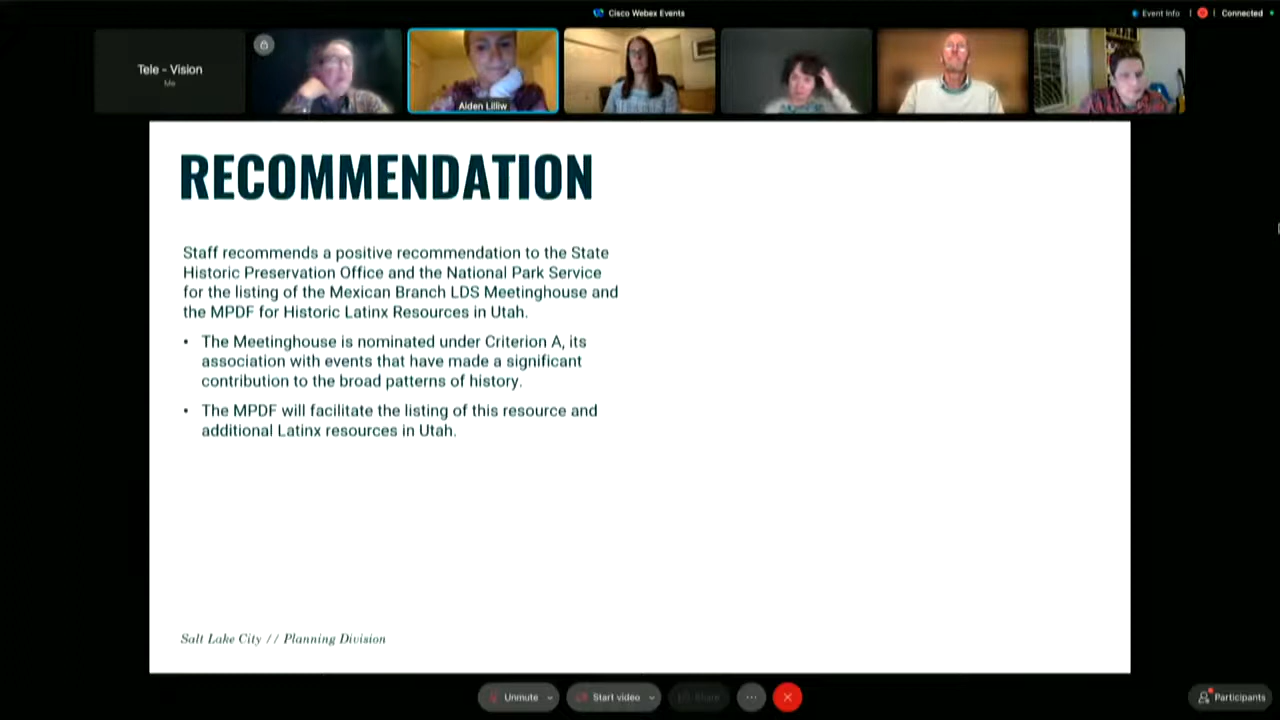 Cisco Webex Events
Event Info
Connected
Tele - Vision
Me
Aiden Lilliw
RECOMMENDATION
Staff recommends a positive recommendation to the State
Historic Preservation Office and the National Park Service
for the listing of the Mexican Branch LDS Meetinghouse and
the MPDF for Historic Latinx Resources in Utah.
• The Meetinghouse is nominated under Criterion A, its
association with events that have made a significant
contribution to the broad patterns of history.
• The MPDF will facilitate the listing of this resource and
additional Latinx resources in Utah.
Salt Lake City // Planning Division
Unmute
Start video
Share
Participants